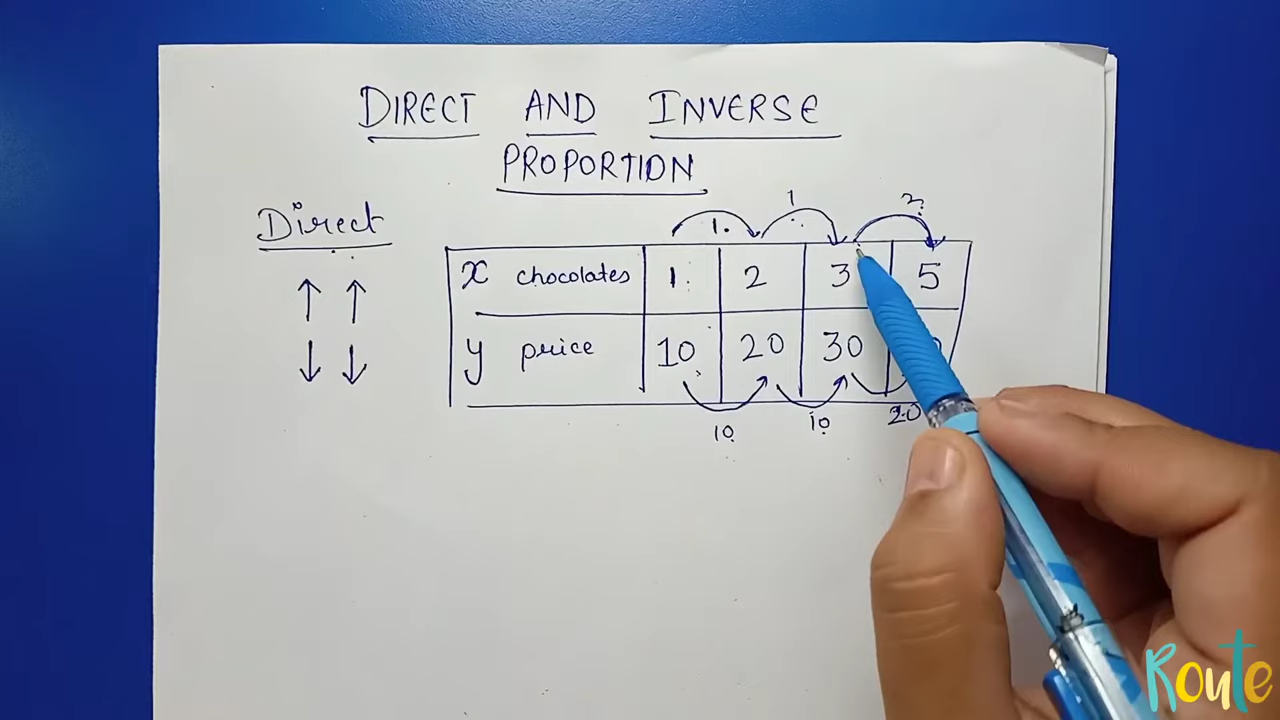 DIRECT AND INVERSE
PROPORTION
Direct
1 1 2
x chocolates 1 2 3 5
y price 10 20 30
10 10 20
Route